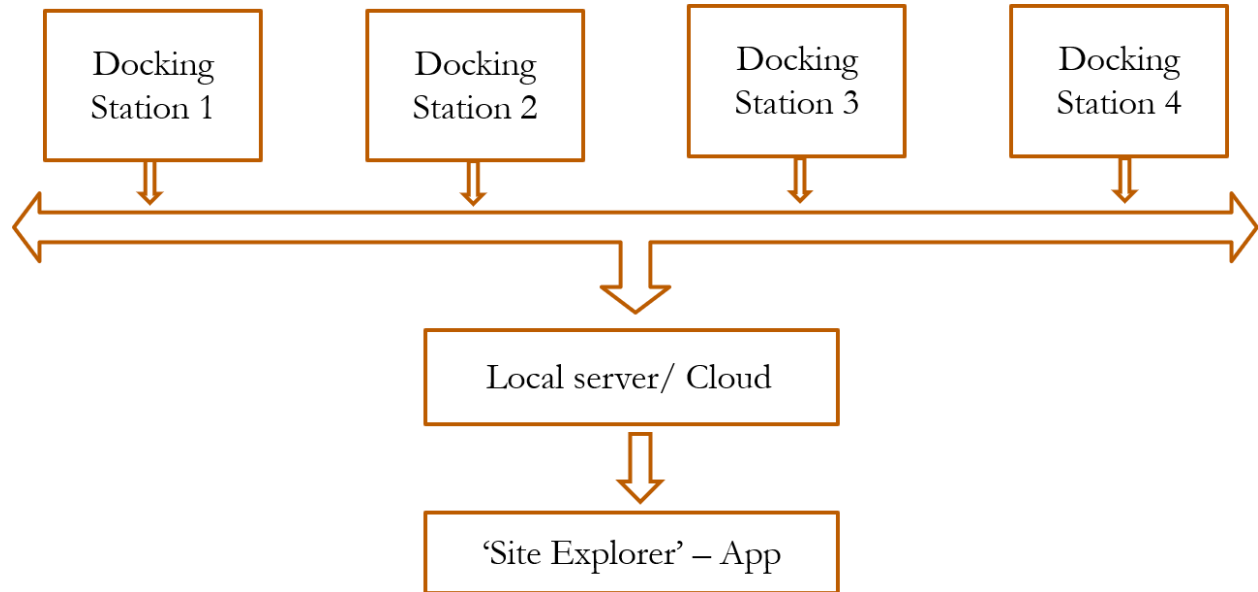 Docking
Station 1
Docking
Station 2
Docking
Station 3
Docking
Station 4
Local server/ Cloud
‘Site Explorer’ – App